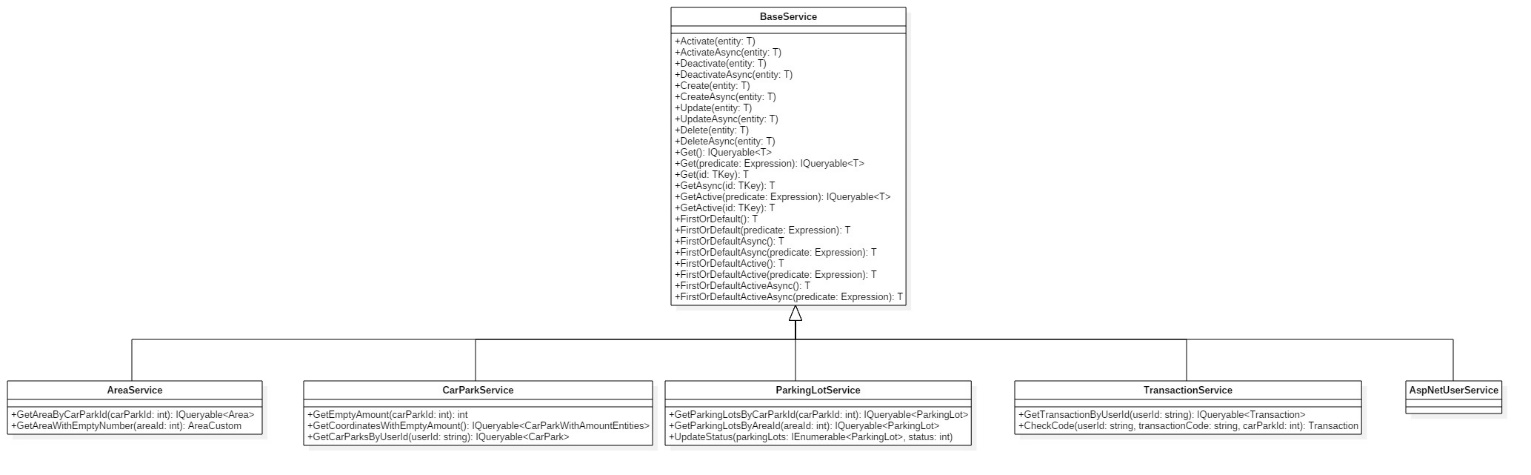 BaseService
+Activate(entity: T)
+ActivateAsync(entity: T)
+Deactivate(entity: T)
+DeactivateAsync(entity: T)
+Create(entity: T)
+CreateAsync(entity: T)
+Update(entity: T)
+UpdateAsync(entity: T)
+Delete(entity: T)
+DeleteAsync(entity: T)
+Get(): IQueryable<T>
+Get(predicate: Expression): IQueryable<T>
+Get(id: TKey): T
+GetAsync(id: TKey): T
+GetActive(predicate: Expression): IQueryable<T>
+GetActive(id: TKey): T
+FirstOrDefault(): T
+FirstOrDefault(predicate: Expression): T
+FirstOrDefaultAsync(): T
+FirstOrDefaultAsync(predicate: Expression): T
+FirstOrDefaultActive(): T
+FirstOrDefaultActive(predicate: Expression): T
+FirstOrDefaultActiveAsync(): T
+FirstOrDefaultActiveAsync(predicate: Expression): T
AreaService
+GetAreaByCarParkId(carParkId: int): IQueryable<Area>
+GetAreaWithEmptyNumber(areaId: int): AreaCustom
CarParkService
+GetEmptyAmount(carParkId: int): int
+GetCoordinatesWithEmptyAmount(): IQueryable<CarParkWithAmountEntities>
+GetCarParksByUserId(userId: string): IQueryable<CarPark>
ParkingLotService
+GetParkingLotsByCarParkId(carParkId: int): IQueryable<ParkingLot>
+GetParkingLotsByAreaId(areaId: int): IQueryable<ParkingLot>
+UpdateStatus(parkingLots: IEnumerable<ParkingLot>, status: int)
TransactionService
+GetTransactionByUserId(userId: string): IQueryable<Transaction>
+CheckCode(userId: string, transactionCode: string, carParkId: int): Transaction
AspNetUserService